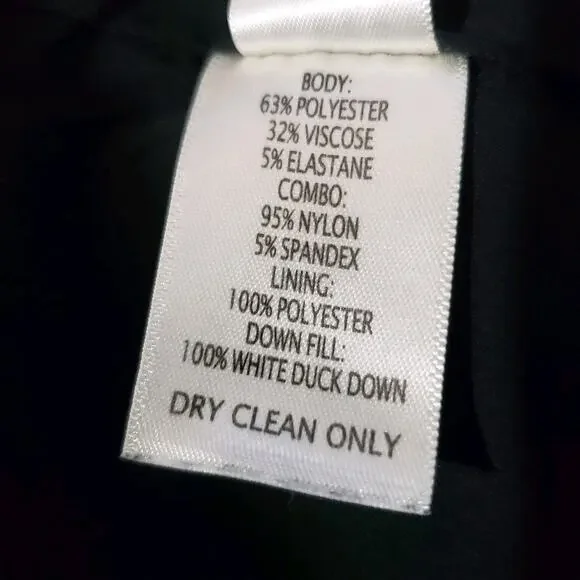 BODY:
63% POLYESTER
32% VISCOSE
5% ELASTANE
COMBO:
95% NYLON
5% SPANDEX
LINING:
100% POLYESTER
DOWN FILL:
100% WHITE DUCK DOWN
DRY CLEAN ONLY